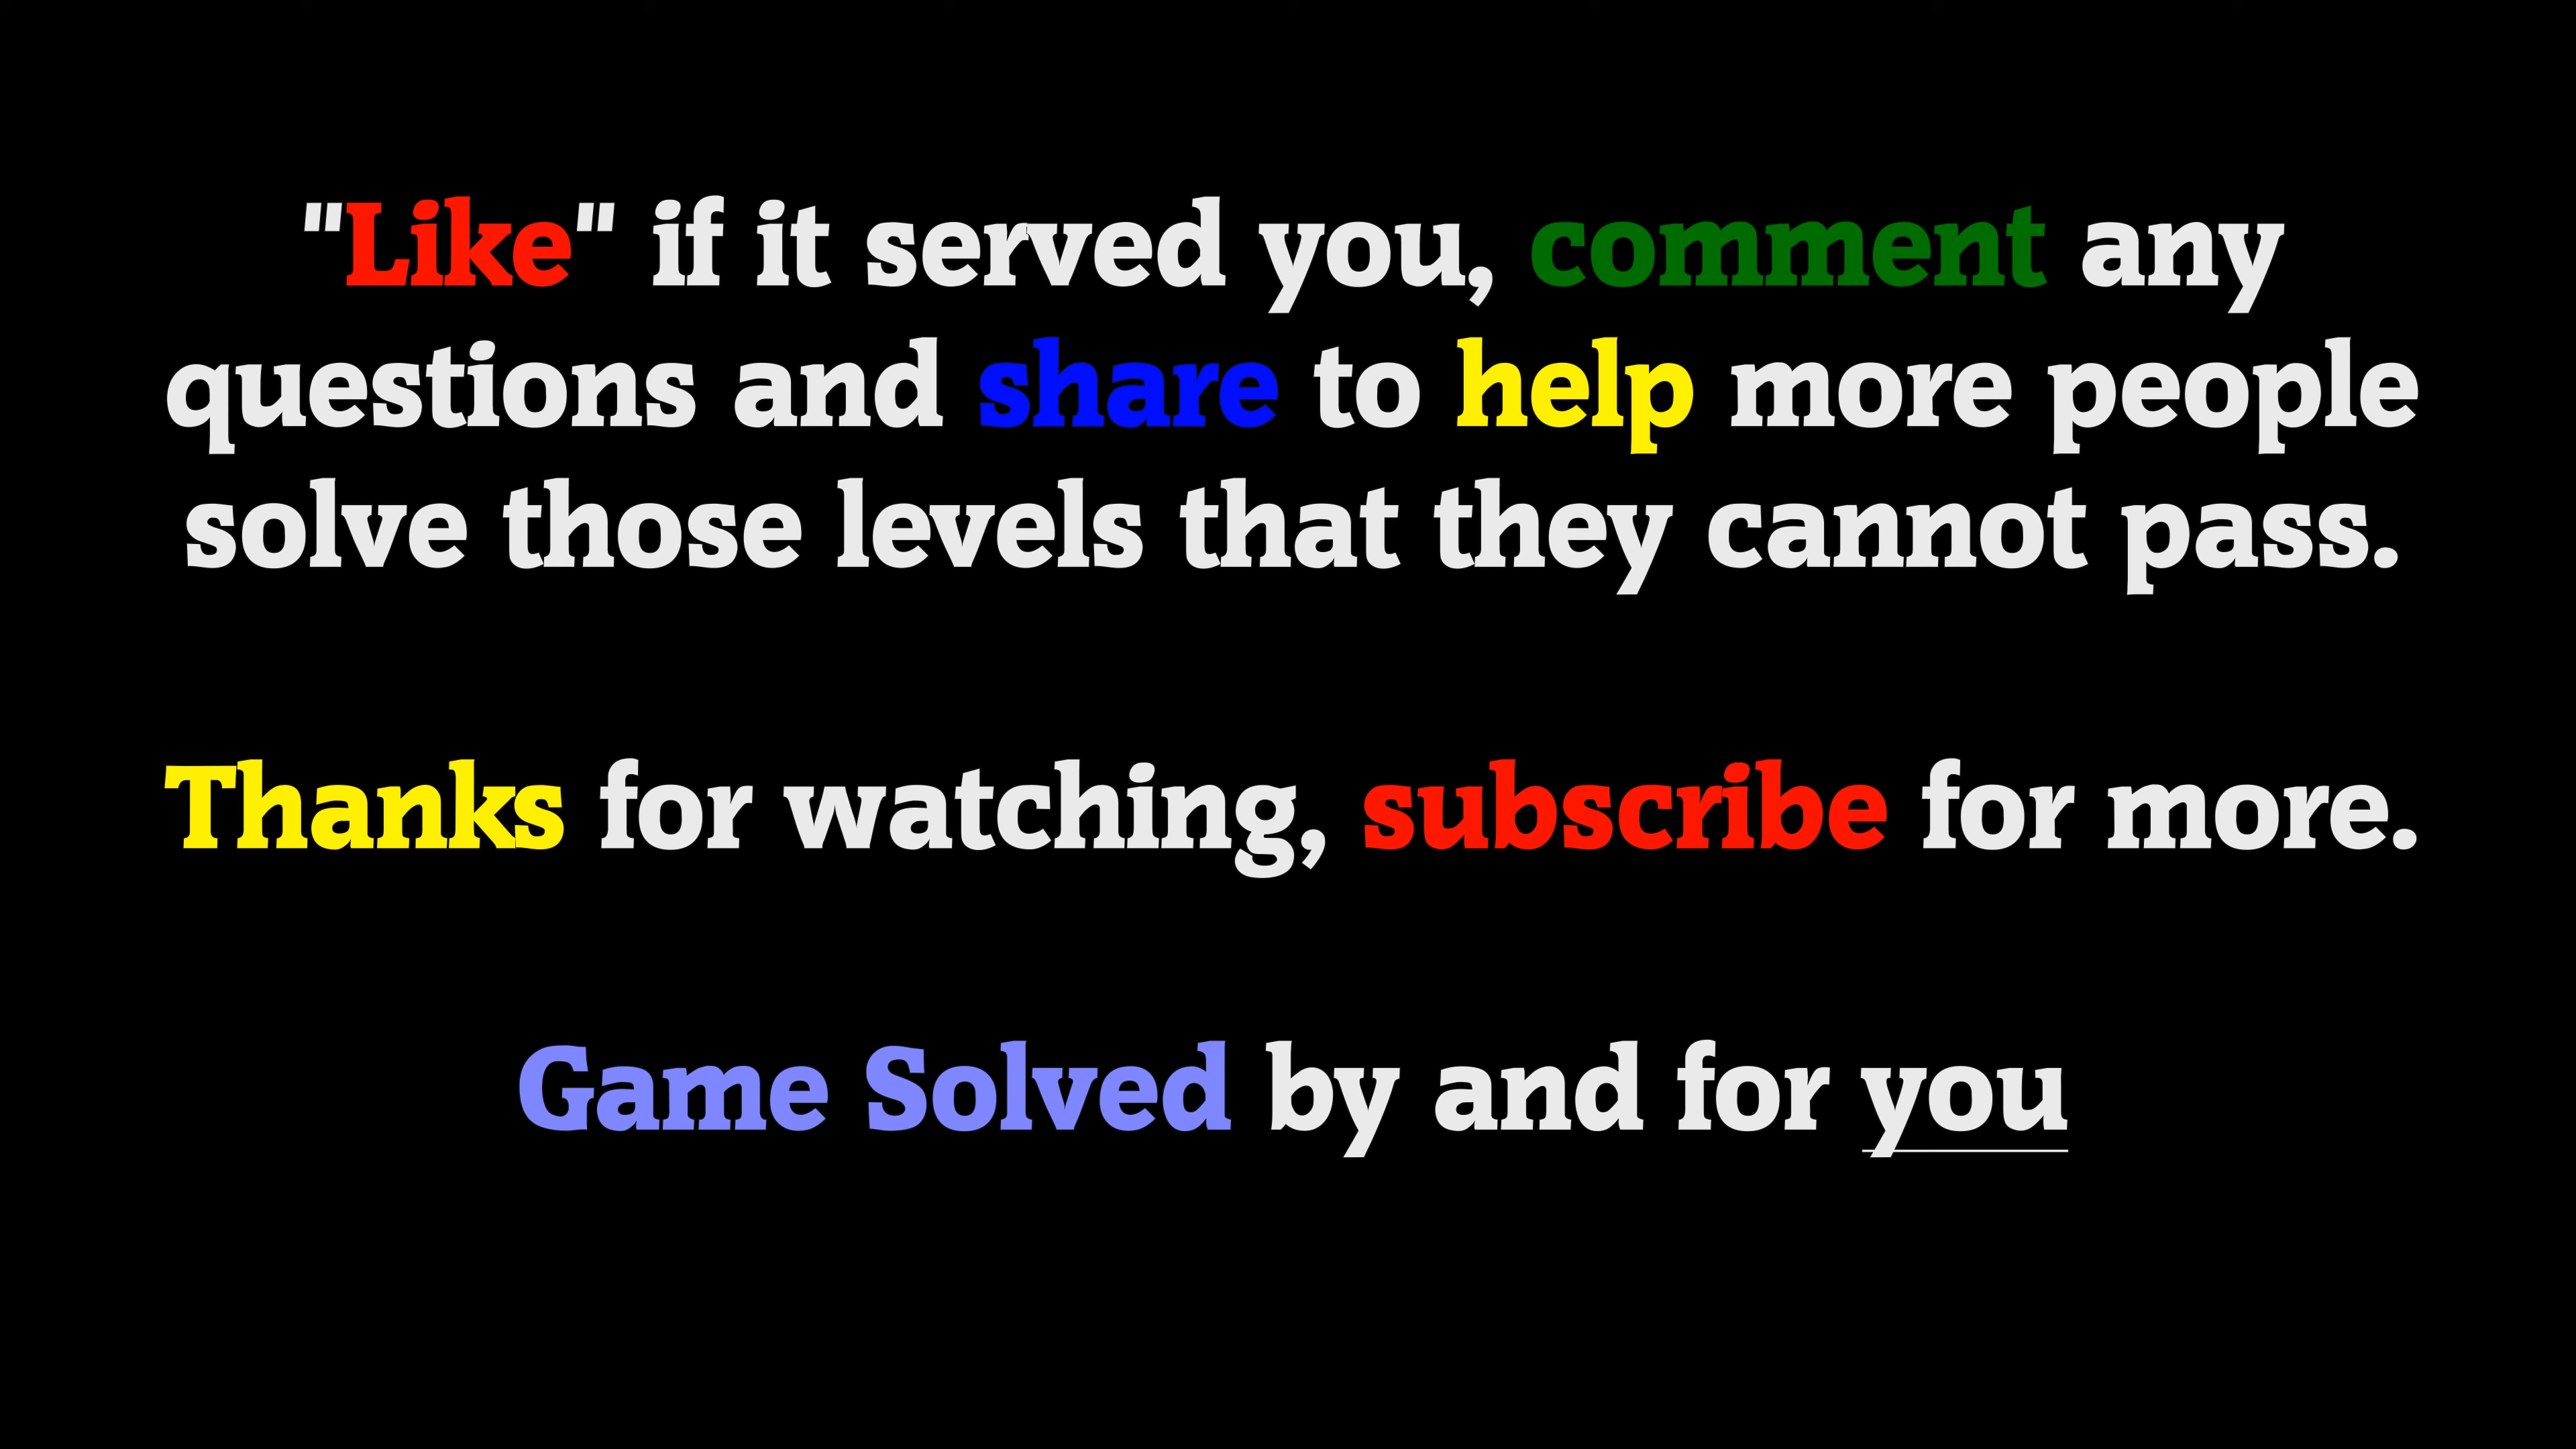 "Like" if it served you, comment any
questions and share to help more people
solve those levels that they cannot pass.
Thanks for watching, subscribe for more.
Game Solved by and for you